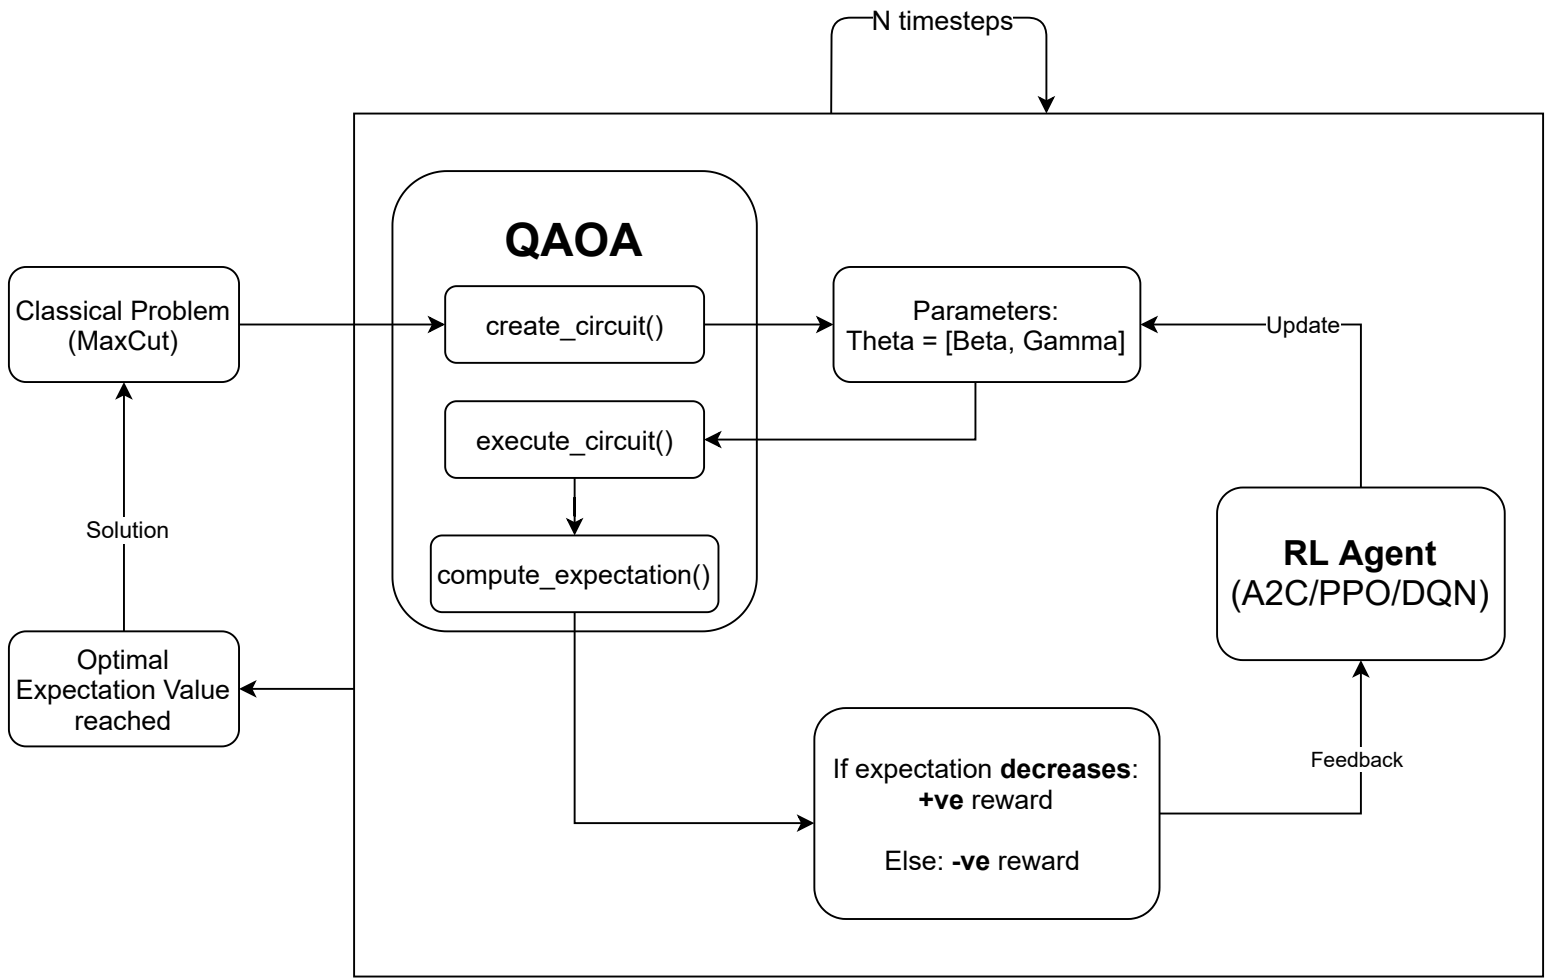 N timesteps
QAOA
Classical Problem
(MaxCut)
create_circuit()
Parameters:
Theta = [Beta, Gamma]
Update
execute_circuit()
Solution
compute_expectation()
RL Agent
(A2C/PPO/DQN)
Optimal
Expectation Value
reached
If expectation decreases:
+ve reward
Else: -ve reward
Feedback